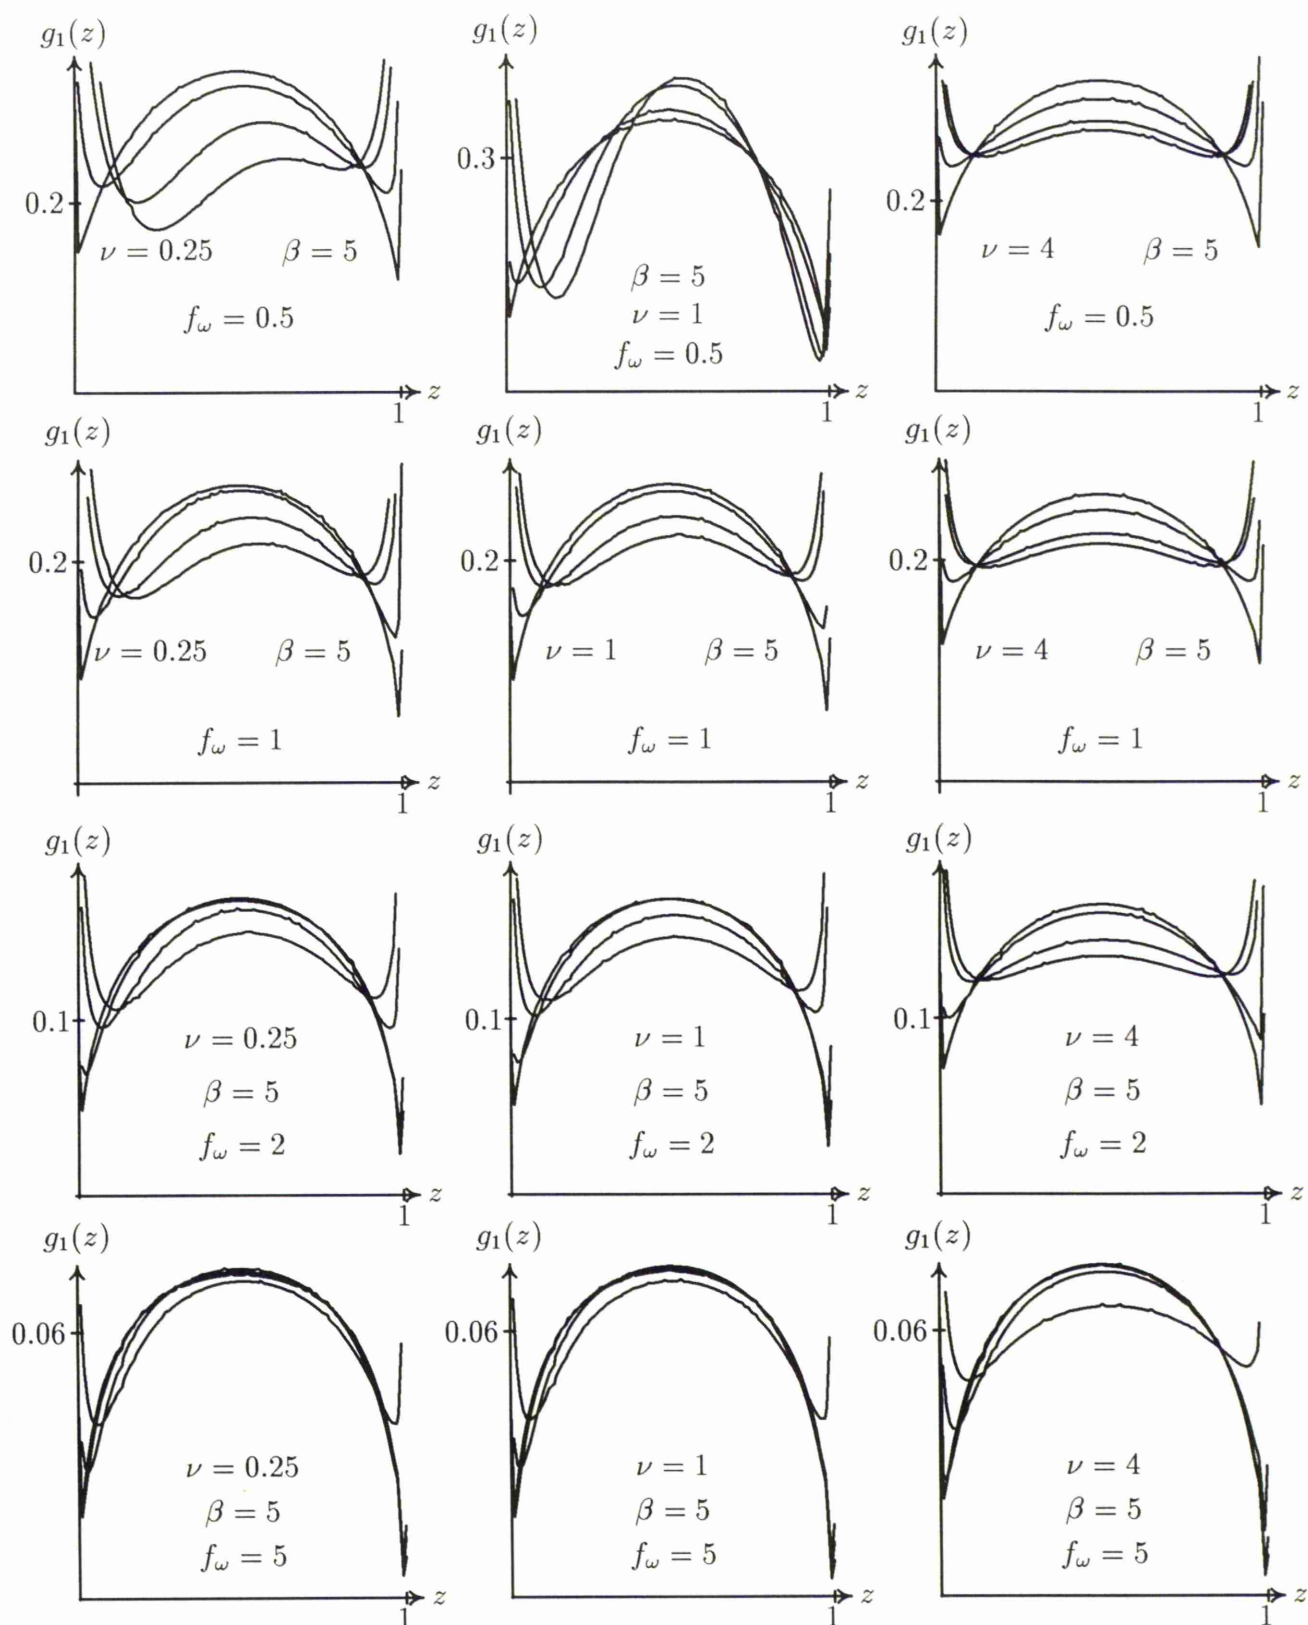 g₁(z)
0.2
ν = 0.25 β = 5
f_ω = 0.5
z
1
g₁(z)
0.3
β = 5
ν = 1
f_ω = 0.5
z
1
g₁(z)
0.2
ν = 4 β = 5
f_ω = 0.5
z
1
g₁(z)
0.2
ν = 0.25 β = 5
f_ω = 1
z
1
g₁(z)
0.2
ν = 1 β = 5
f_ω = 1
z
1
g₁(z)
0.2
ν = 4 β = 5
f_ω = 1
z
1
g₁(z)
0.1
ν = 0.25
β = 5
f_ω = 2
z
1
g₁(z)
0.1
ν = 1
β = 5
f_ω = 2
z
1
g₁(z)
0.1
ν = 4
β = 5
f_ω = 2
z
1
g₁(z)
0.06
ν = 0.25
β = 5
f_ω = 5
z
1
g₁(z)
0.06
ν = 1
β = 5
f_ω = 5
z
1
g₁(z)
0.06
ν = 4
β = 5
f_ω = 5
z
1